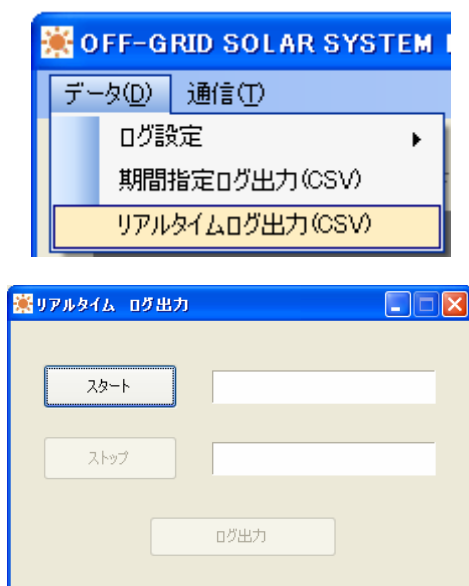 OFF-GRID SOLAR SYSTEM
データ(D) 通信(T)
ログ設定
期間指定ログ出力(CSV)
リアルタイムログ出力(CSV)
リアルタイム ログ出力
スタート
ストップ
ログ出力